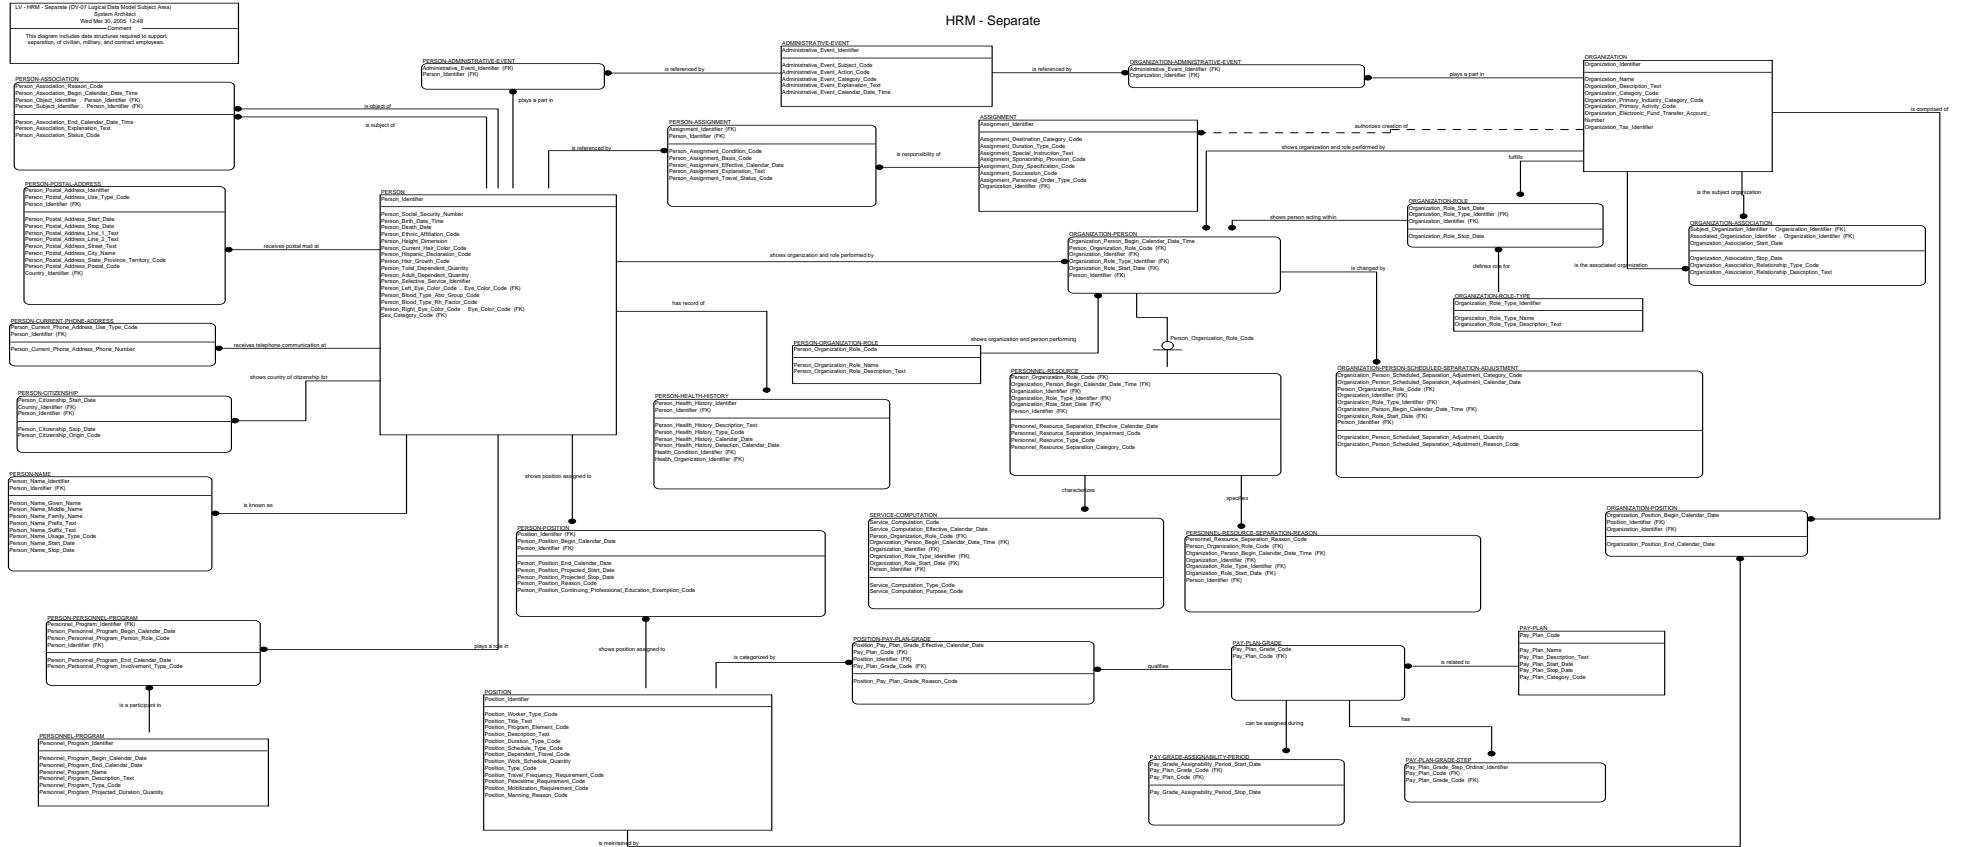 LV - HRM - Separate (OV-07 Logical Data Model Subject Area)
System Architect
Wed Mar 30, 2005 12:48
Comment
This diagram includes data structures required to support
separation, of civilian, military, and contract employees.
HRM - Separate
PERSON-ASSOCIATION
Person_Association_Reason_Code
Person_Association_Begin_Calendar_Date_Time
Person_Object_Identifier . Person_Identifier (FK)
Person_Subject_Identifier . Person_Identifier (FK)
Person_Association_End_Calendar_Date_Time
Person_Association_Explanation_Text
Person_Association_Status_Code
is object of
is subject of
PERSON-ADMINISTRATIVE-EVENT
Administrative_Event_Identifier (FK)
Person_Identifier (FK)
plays a part in
is referenced by
ADMINISTRATIVE-EVENT
Administrative_Event_Identifier
Administrative_Event_Subject_Code
Administrative_Event_Action_Code
Administrative_Event_Category_Code
Administrative_Event_Explanation_Text
Administrative_Event_Calendar_Date_Time
is referenced by
ORGANIZATION-ADMINISTRATIVE-EVENT
Administrative_Event_Identifier (FK)
Organization_Identifier (FK)
plays a part in
ORGANIZATION
Organization_Identifier
Organization_Name
Organization_Description_Text
Organization_Category_Code
Organization_Primary_Industry_Category_Code
Organization_Primary_Activity_Code
Organization_Electronic_Fund_Transfer_Account_
Number
Organization_Tax_Identifier
is comprised of
PERSON-ASSIGNMENT
Assignment_Identifier (FK)
Person_Identifier (FK)
Person_Assignment_Condition_Code
Person_Assignment_Basis_Code
Person_Assignment_Effective_Calendar_Date
Person_Assignment_Explanation_Text
Person_Assignment_Travel_Status_Code
is referenced by
is responsibility of
ASSIGNMENT
Assignment_Identifier
Assignment_Destination_Category_Code
Assignment_Duration_Type_Code
Assignment_Special_Instruction_Text
Assignment_Sponsorship_Provision_Code
Assignment_Duty_Specification_Code
Assignment_Succession_Code
Assignment_Personnel_Order_Type_Code
Organization_Identifier (FK)
authorizes creation of
shows organization and role performed by
fulfills
is the subject organization
PERSON-POSTAL-ADDRESS
Person_Postal_Address_Identifier
Person_Postal_Address_Use_Type_Code
Person_Identifier (FK)
Person_Postal_Address_Start_Date
Person_Postal_Address_Stop_Date
Person_Postal_Address_Line_1_Text
Person_Postal_Address_Line_2_Text
Person_Postal_Address_Street_Text
Person_Postal_Address_City_Name
Person_Postal_Address_State_Province_Territory_Code
Person_Postal_Address_Postal_Code
Country_Identifier (FK)
receives postal mail at
PERSON
Person_Identifier
Person_Social_Security_Number
Person_Birth_Date_Time
Person_Death_Date
Person_Ethnic_Affiliation_Code
Person_Height_Dimension
Person_Current_Hair_Color_Code
Person_Hispanic_Declaration_Code
Person_Hair_Growth_Code
Person_Total_Dependent_Quantity
Person_Adult_Dependent_Quantity
Person_Selective_Service_Identifier
Person_Left_Eye_Color_Code . Eye_Color_Code (FK)
Person_Blood_Type_Abo_Group_Code
Person_Blood_Type_Rh_Factor_Code
Person_Right_Eye_Color_Code . Eye_Color_Code (FK)
Sex_Category_Code (FK)
shows organization and role performed by
has record of
ORGANIZATION-PERSON
Organization_Person_Begin_Calendar_Date_Time
Person_Organization_Role_Code (FK)
Organization_Identifier (FK)
Organization_Role_Type_Identifier (FK)
Organization_Role_Start_Date (FK)
Person_Identifier (FK)
shows person acting within
is changed by
ORGANIZATION-ROLE
Organization_Role_Start_Date
Organization_Role_Type_Identifier (FK)
Organization_Identifier (FK)
Organization_Role_Stop_Date
defines role for
is the associated organization
ORGANIZATION-ASSOCIATION
Subject_Organization_Identifier . Organization_Identifier (FK)
Associated_Organization_Identifier . Organization_Identifier (FK)
Organization_Association_Start_Date
Organization_Association_Stop_Date
Organization_Association_Relationship_Type_Code
Organization_Association_Relationship_Description_Text
ORGANIZATION-ROLE-TYPE
Organization_Role_Type_Identifier
Organization_Role_Type_Name
Organization_Role_Type_Description_Text
PERSON-CURRENT-PHONE-ADDRESS
Person_Current_Phone_Address_Use_Type_Code
Person_Identifier (FK)
Person_Current_Phone_Address_Phone_Number
receives telephone communication at
PERSON-ORGANIZATION-ROLE
Person_Organization_Role_Code
Person_Organization_Role_Name
Person_Organization_Role_Description_Text
shows organization and person performing
Person_Organization_Role_Code
PERSON-CITIZENSHIP
Person_Citizenship_Start_Date
Country_Identifier (FK)
Person_Identifier (FK)
Person_Citizenship_Stop_Date
Person_Citizenship_Origin_Code
shows country of citizenship for
PERSON-HEALTH-HISTORY
Person_Health_History_Identifier
Person_Identifier (FK)
Person_Health_History_Description_Text
Person_Health_History_Type_Code
Person_Health_History_Calendar_Date
Person_Health_History_Detection_Calendar_Date
Health_Condition_Identifier (FK)
Health_Organization_Identifier (FK)
PERSONNEL-RESOURCE
Person_Organization_Role_Code (FK)
Organization_Person_Begin_Calendar_Date_Time (FK)
Organization_Identifier (FK)
Organization_Role_Type_Identifier (FK)
Organization_Role_Start_Date (FK)
Person_Identifier (FK)
Personnel_Resource_Separation_Effective_Calendar_Date
Personnel_Resource_Separation_Impairment_Code
Personnel_Resource_Type_Code
Personnel_Resource_Separation_Category_Code
characterizes
specifies
ORGANIZATION-PERSON-SCHEDULED-SEPARATION-ADJUSTMENT
Organization_Person_Scheduled_Separation_Adjustment_Category_Code
Organization_Person_Scheduled_Separation_Adjustment_Calendar_Date
Person_Organization_Role_Code (FK)
Organization_Identifier (FK)
Organization_Role_Type_Identifier (FK)
Organization_Person_Begin_Calendar_Date_Time (FK)
Organization_Role_Start_Date (FK)
Person_Identifier (FK)
Organization_Person_Scheduled_Separation_Adjustment_Quantity
Organization_Person_Scheduled_Separation_Adjustment_Reason_Code
PERSON-NAME
Person_Name_Identifier
Person_Identifier (FK)
Person_Name_Given_Name
Person_Name_Middle_Name
Person_Name_Family_Name
Person_Name_Prefix_Text
Person_Name_Suffix_Text
Person_Name_Usage_Type_Code
Person_Name_Start_Date
Person_Name_Stop_Date
is known as
shows position assigned to
PERSON-POSITION
Position_Identifier (FK)
Person_Position_Begin_Calendar_Date
Person_Identifier (FK)
Person_Position_End_Calendar_Date
Person_Position_Projected_Start_Date
Person_Position_Projected_Stop_Date
Person_Position_Reason_Code
Person_Position_Continuing_Professional_Education_Exemption_Code
SERVICE-COMPUTATION
Service_Computation_Code
Service_Computation_Effective_Calendar_Date
Person_Organization_Role_Code (FK)
Organization_Person_Begin_Calendar_Date_Time (FK)
Organization_Identifier (FK)
Organization_Role_Type_Identifier (FK)
Organization_Role_Start_Date (FK)
Person_Identifier (FK)
Service_Computation_Type_Code
Service_Computation_Purpose_Code
PERSONNEL-RESOURCE-SEPARATION-REASON
Personnel_Resource_Separation_Reason_Code
Person_Organization_Role_Code (FK)
Organization_Person_Begin_Calendar_Date_Time (FK)
Organization_Identifier (FK)
Organization_Role_Type_Identifier (FK)
Organization_Role_Start_Date (FK)
Person_Identifier (FK)
ORGANIZATION-POSITION
Organization_Position_Begin_Calendar_Date
Position_Identifier (FK)
Organization_Identifier (FK)
Organization_Position_End_Calendar_Date
PERSON-PERSONNEL-PROGRAM
Personnel_Program_Identifier (FK)
Person_Personnel_Program_Begin_Calendar_Date
Person_Personnel_Program_Person_Role_Code
Person_Identifier (FK)
Person_Personnel_Program_End_Calendar_Date
Person_Personnel_Program_Involvement_Type_Code
plays a role in
is a participant in
shows position assigned to
is categorized by
POSITION-PAY-PLAN-GRADE
Position_Pay_Plan_Grade_Effective_Calendar_Date
Pay_Plan_Code (FK)
Position_Identifier (FK)
Pay_Plan_Grade_Code (FK)
Position_Pay_Plan_Grade_Reason_Code
qualifies
PAY-PLAN-GRADE
Pay_Plan_Grade_Code
Pay_Plan_Code (FK)
is related to
PAY-PLAN
Pay_Plan_Code
Pay_Plan_Name
Pay_Plan_Description_Text
Pay_Plan_Start_Date
Pay_Plan_Stop_Date
Pay_Plan_Category_Code
can be assigned during
has
PERSONNEL-PROGRAM
Personnel_Program_Identifier
Personnel_Program_Begin_Calendar_Date
Personnel_Program_End_Calendar_Date
Personnel_Program_Name
Personnel_Program_Description_Text
Personnel_Program_Type_Code
Personnel_Program_Projected_Duration_Quantity
POSITION
Position_Identifier
Position_Worker_Type_Code
Position_Title_Text
Position_Program_Element_Code
Position_Description_Text
Position_Duration_Type_Code
Position_Schedule_Type_Code
Position_Dependent_Travel_Code
Position_Work_Schedule_Quantity
Position_Type_Code
Position_Travel_Frequency_Requirement_Code
Position_Peacetime_Requirement_Code
Position_Mobilization_Requirement_Code
Position_Manning_Reason_Code
is maintained by
PAY-GRADE-ASSIGNABILITY-PERIOD
Pay_Grade_Assignability_Period_Start_Date
Pay_Plan_Grade_Code (FK)
Pay_Plan_Code (FK)
Pay_Grade_Assignability_Period_Stop_Date
PAY-PLAN-GRADE-STEP
Pay_Plan_Grade_Step_Ordinal_Identifier
Pay_Plan_Code (FK)
Pay_Plan_Grade_Code (FK)